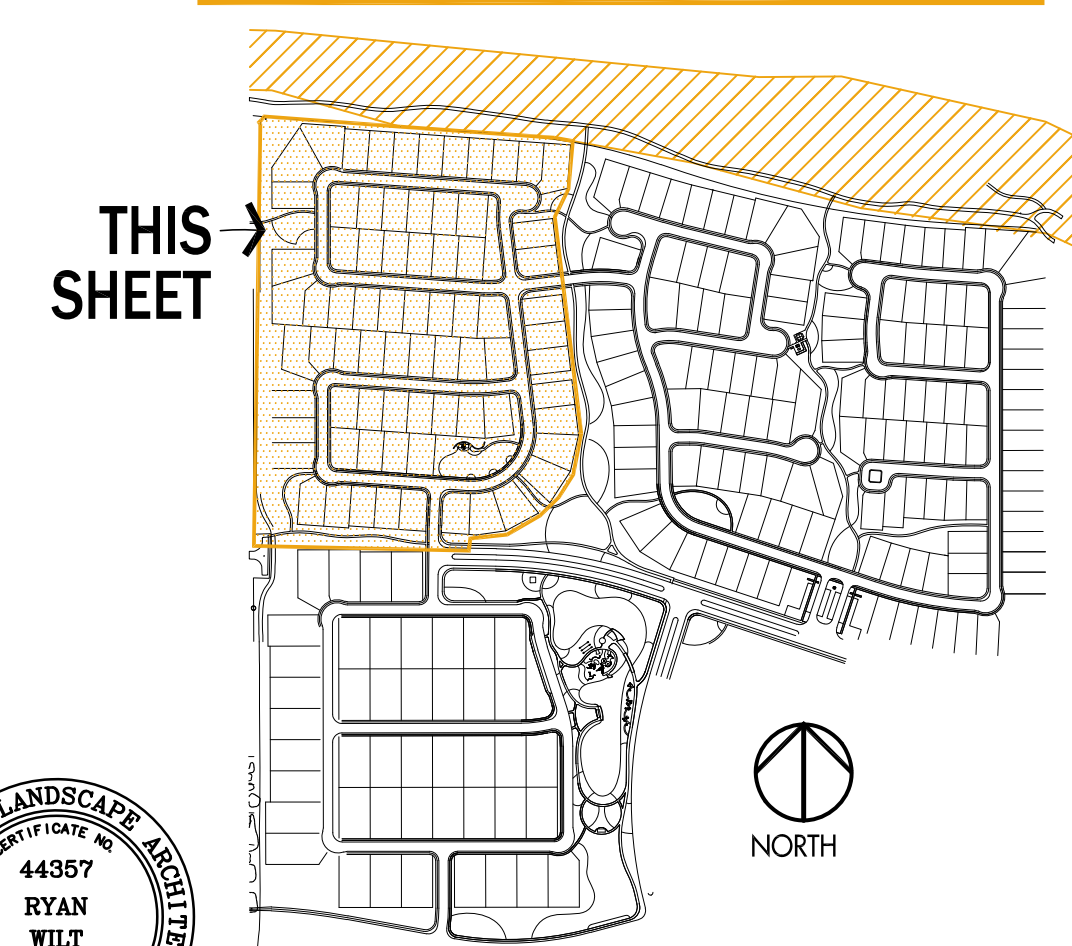 THIS
SHEET
NORTH
LANDSCAPE ARCHITE
CERTIFICATE NO.
44357
RYAN
WILT